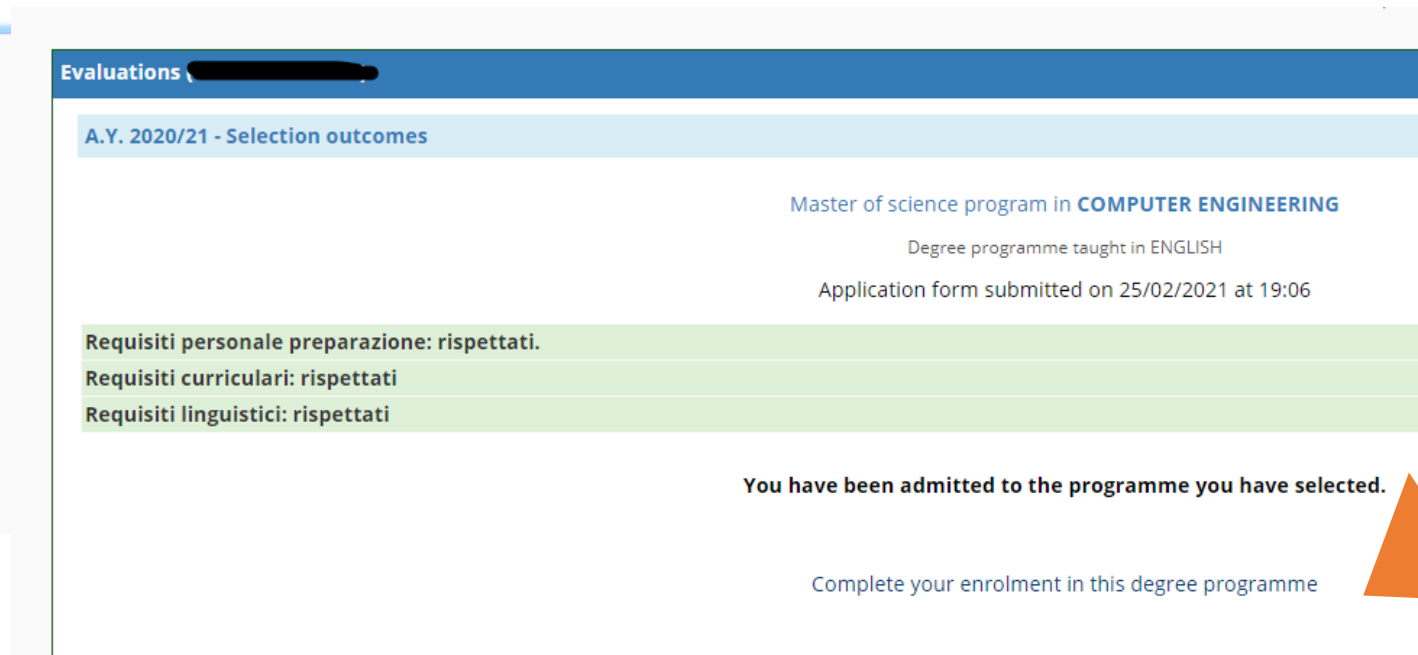 Evaluations (
A.Y. 2020/21 - Selection outcomes
Master of science program in COMPUTER ENGINEERING
Degree programme taught in ENGLISH
Application form submitted on 25/02/2021 at 19:06
Requisiti personale preparazione: rispettati.
Requisiti curriculari: rispettati
Requisiti linguistici: rispettati
You have been admitted to the programme you have selected.
Complete your enrolment in this degree programme